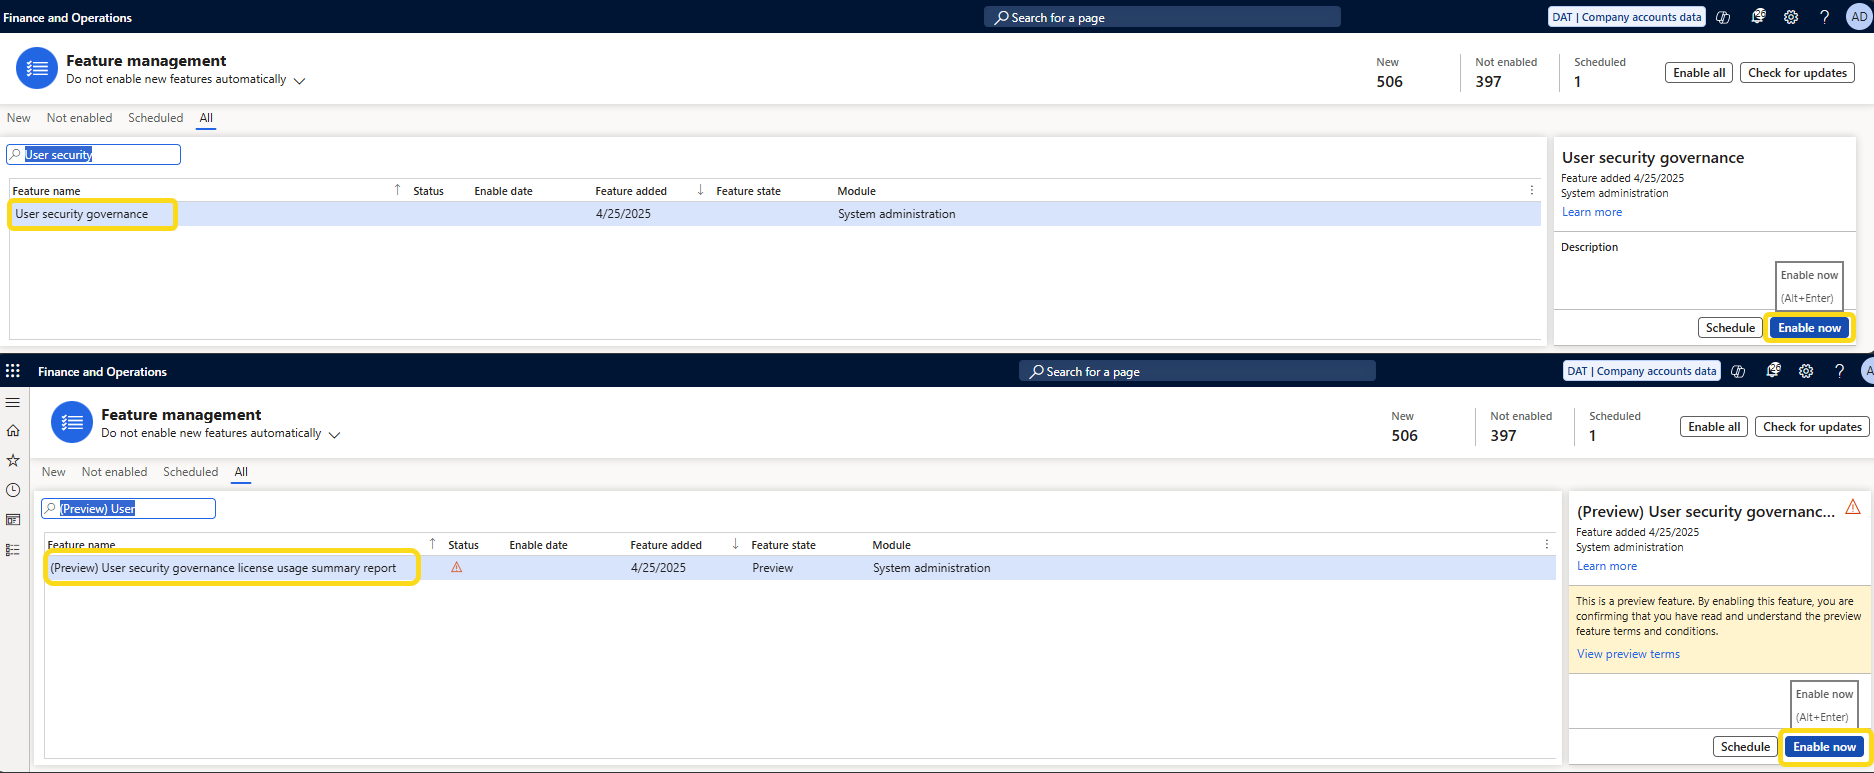 Finance and Operations
Search for a page
DAT | Company accounts data
26
?
AD
Feature management
Do not enable new features automatically
New
506
Not enabled
397
Scheduled
1
Enable all
Check for updates
New
Not enabled
Scheduled
All
User security
Feature name
Status
Enable date
Feature added
Feature state
Module
User security governance
4/25/2025
System administration
User security governance
Feature added 4/25/2025
System administration
Learn more
Description
Enable now
(Alt+Enter)
Schedule
Enable now
Finance and Operations
Search for a page
DAT | Company accounts data
26
?
A
Feature management
Do not enable new features automatically
New
506
Not enabled
397
Scheduled
1
Enable all
Check for updates
New
Not enabled
Scheduled
All
(Preview) User
Feature name
Status
Enable date
Feature added
Feature state
Module
(Preview) User security governance license usage summary report
4/25/2025
Preview
System administration
(Preview) User security governanc...
Feature added 4/25/2025
System administration
Learn more
This is a preview feature. By enabling this feature, you are
confirming that you have read and understand the preview
feature terms and conditions.
View preview terms
Enable now
(Alt+Enter)
Schedule
Enable now